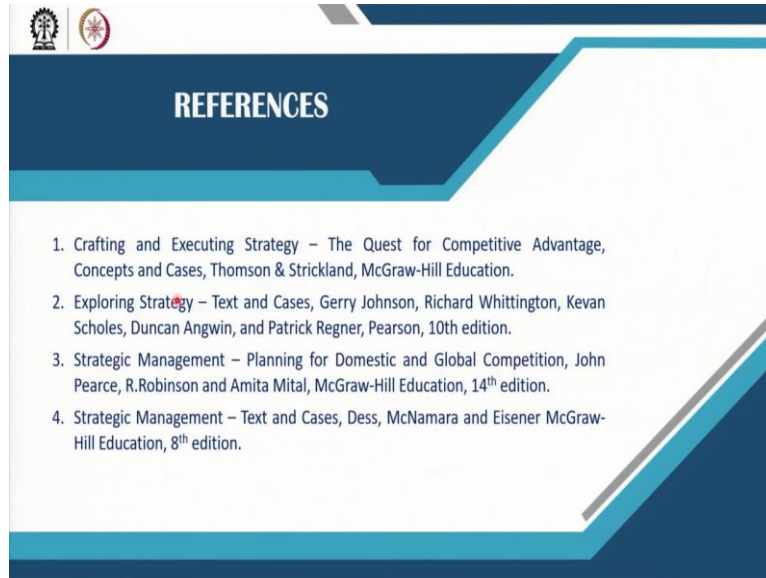 REFERENCES
1. Crafting and Executing Strategy – The Quest for Competitive Advantage,
Concepts and Cases, Thomson & Strickland, McGraw-Hill Education.
2. Exploring Strategy – Text and Cases, Gerry Johnson, Richard Whittington, Kevan
Scholes, Duncan Angwin, and Patrick Regner, Pearson, 10th edition.
3. Strategic Management – Planning for Domestic and Global Competition, John
Pearce, R.Robinson and Amita Mital, McGraw-Hill Education, 14th edition.
4. Strategic Management – Text and Cases, Dess, McNamara and Eisener McGraw-
Hill Education, 8th edition.